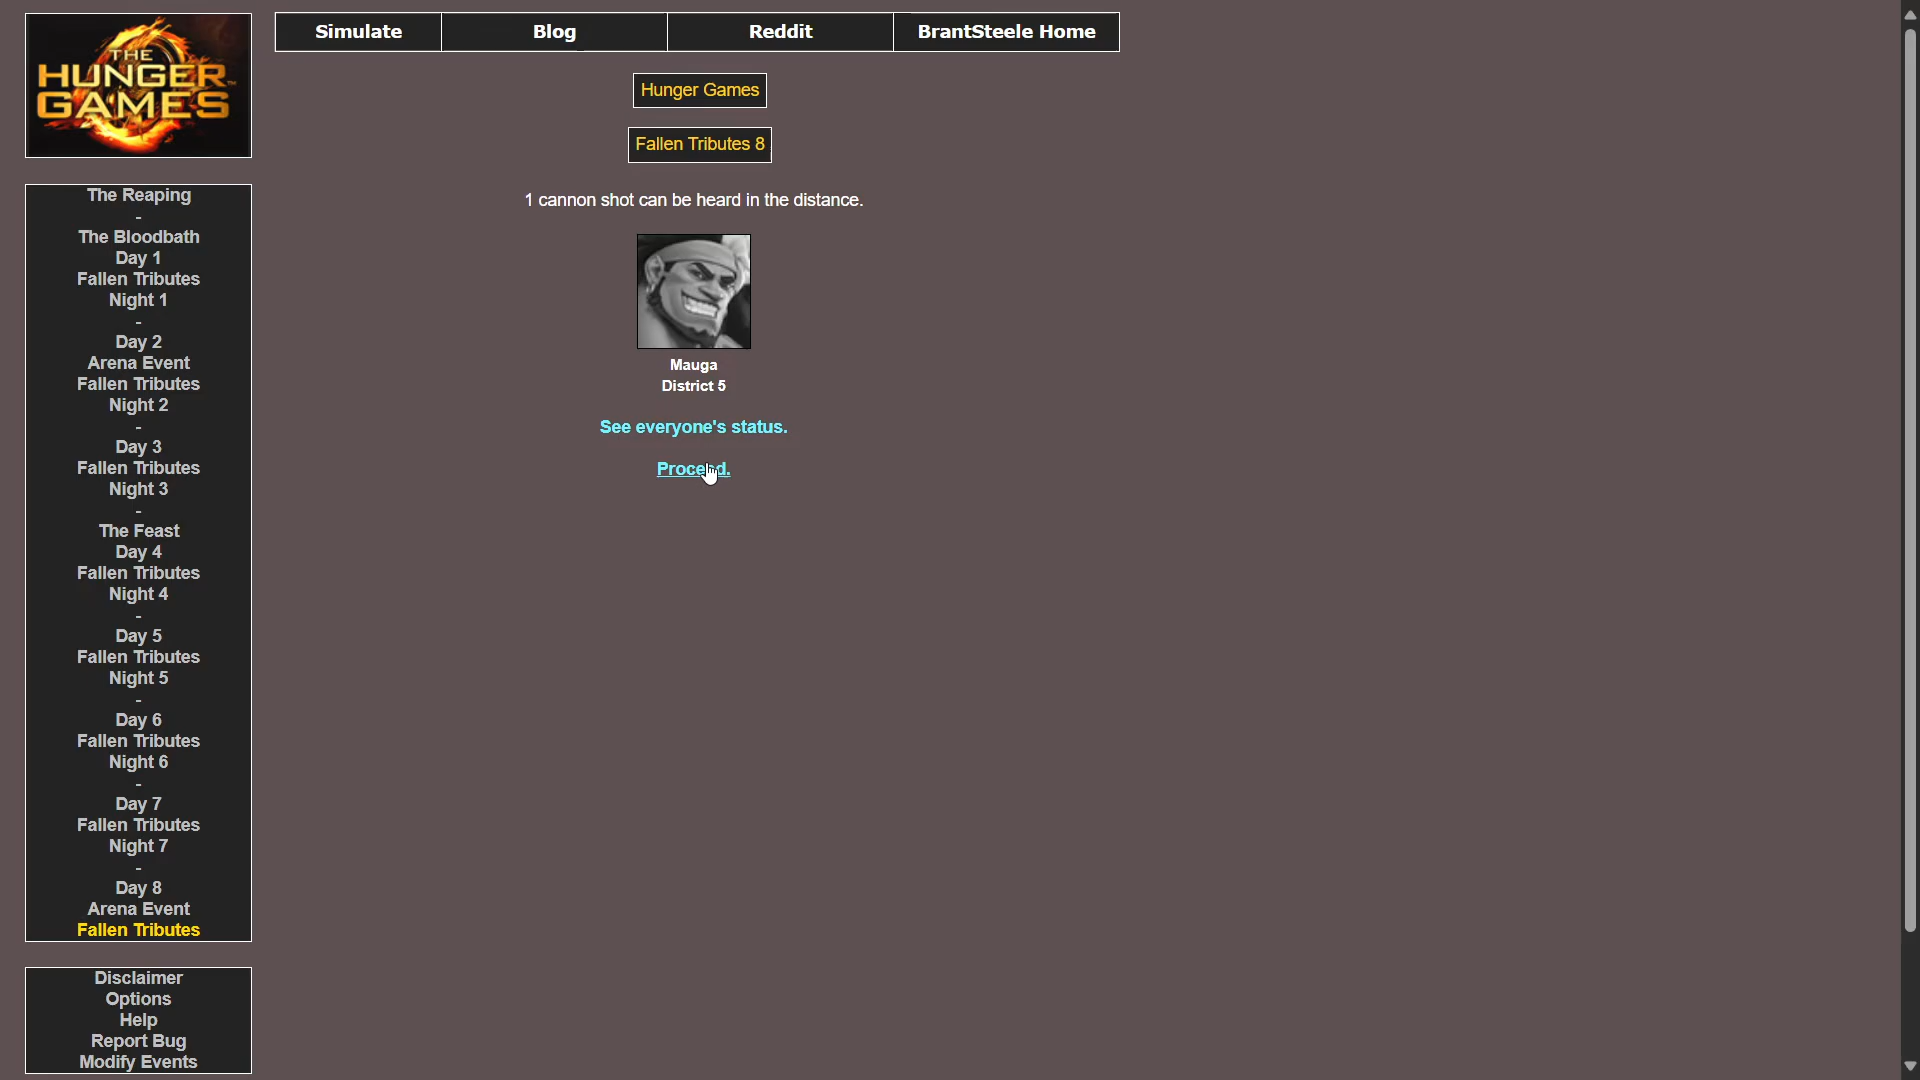 THE
HUNGER
GAMES
Simulate
Blog
Reddit
BrantSteele Home
The Reaping
-
The Bloodbath
Day 1
Fallen Tributes
Night 1
-
Day 2
Arena Event
Fallen Tributes
Night 2
-
Day 3
Fallen Tributes
Night 3
-
The Feast
Day 4
Fallen Tributes
Night 4
-
Day 5
Fallen Tributes
Night 5
-
Day 6
Fallen Tributes
Night 6
-
Day 7
Fallen Tributes
Night 7
-
Day 8
Arena Event
Fallen Tributes
Disclaimer
Options
Help
Report Bug
Modify Events
Hunger Games
Fallen Tributes 8
1 cannon shot can be heard in the distance.
Mauga
District 5
See everyone's status.
Proceed.